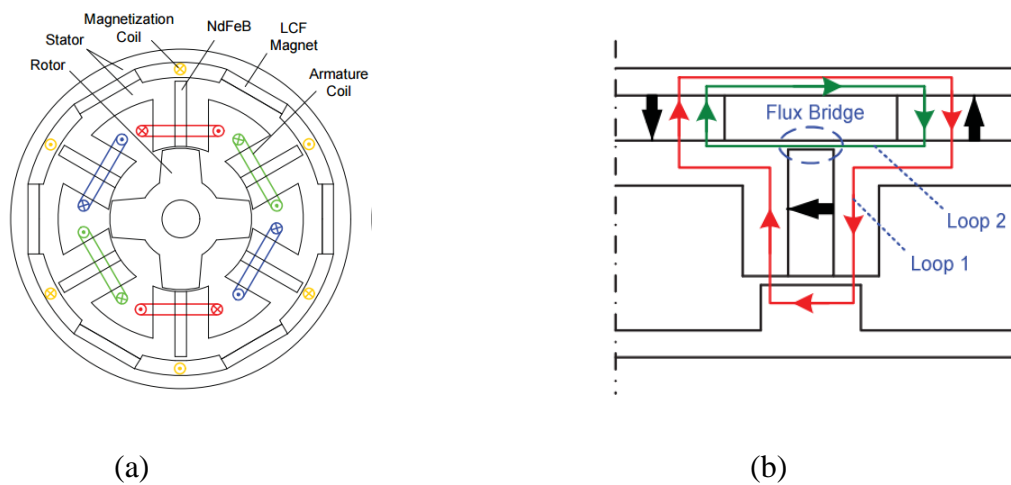 Magnetization
Coil
NdFeB
LCF
Magnet
Stator
Rotor
Armature
Coil
Flux Bridge
Loop 2
Loop 1
(a)
(b)